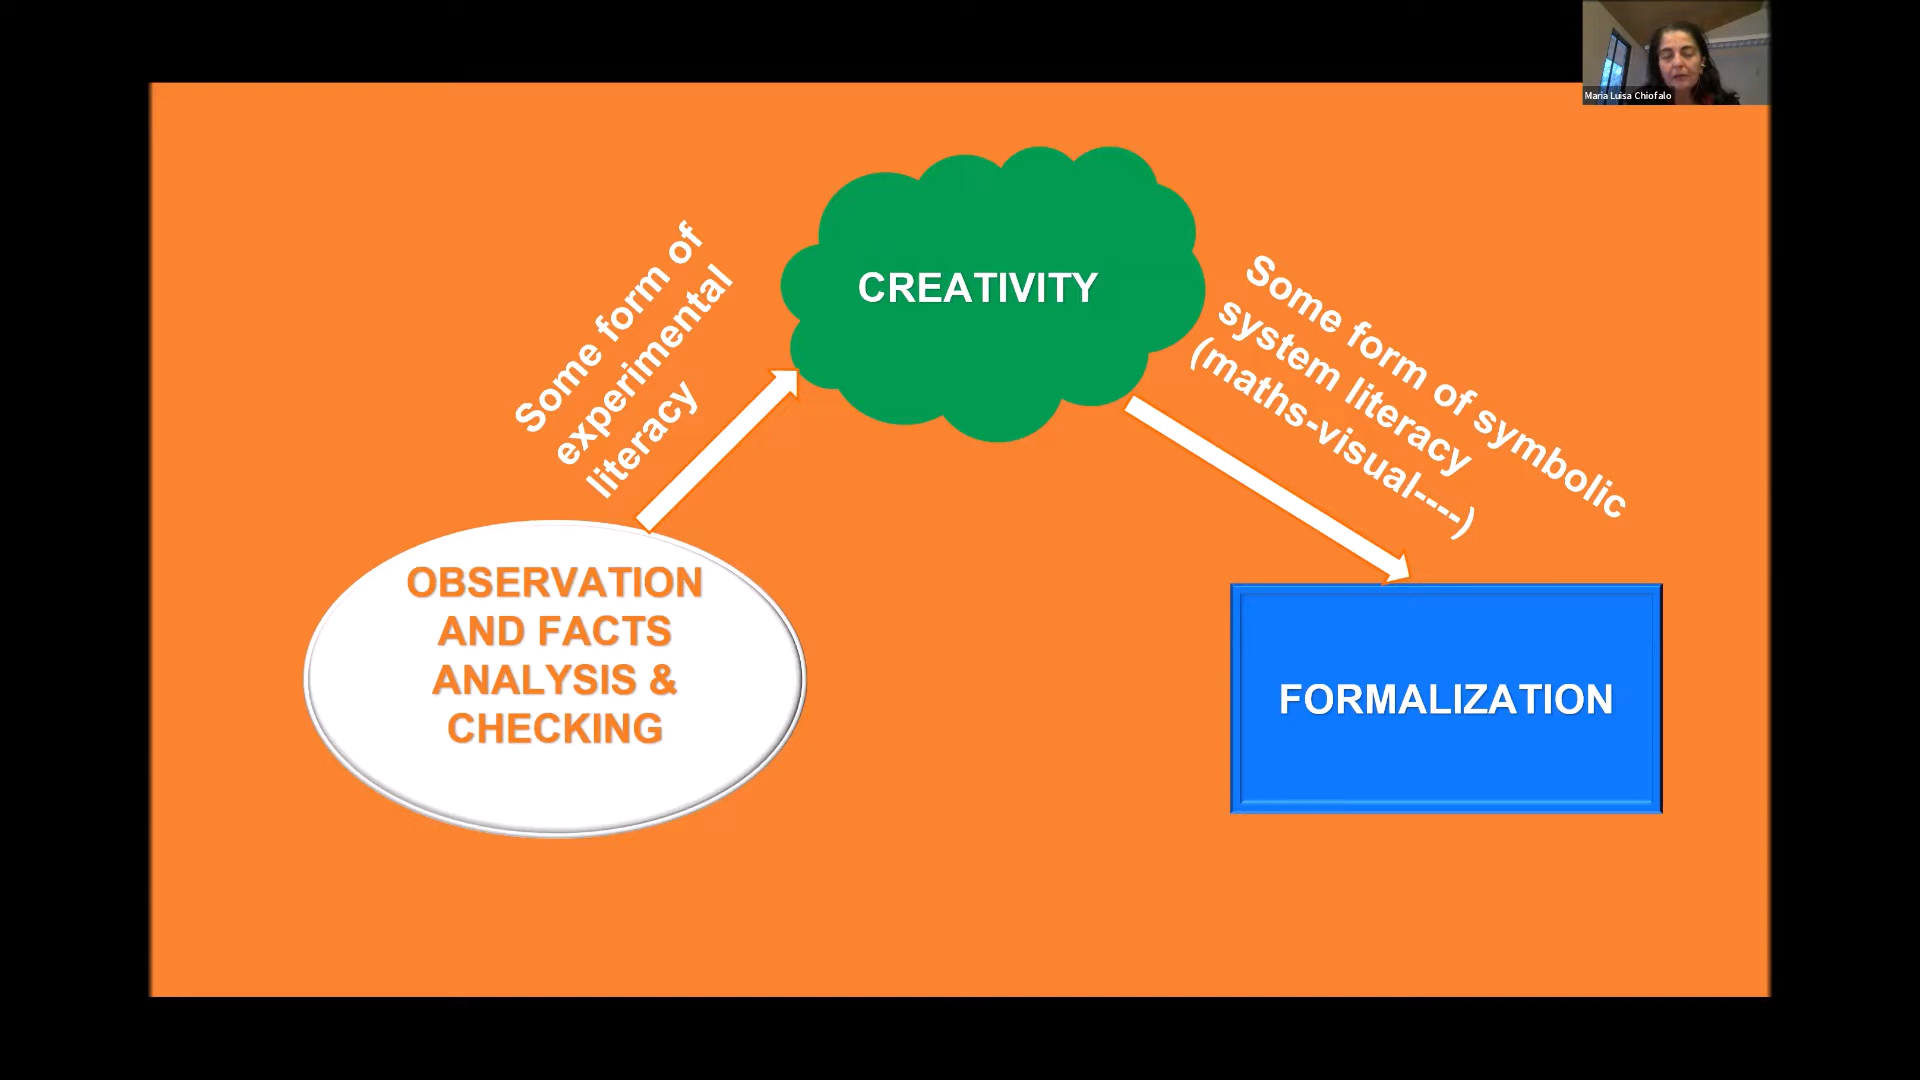 Maria Luisa Chiofalo
CREATIVITY
Some form of
experimental
literacy
Some form of symbolic
system literacy
(maths-visual----)
OBSERVATION
AND FACTS
ANALYSIS &
CHECKING
FORMALIZATION